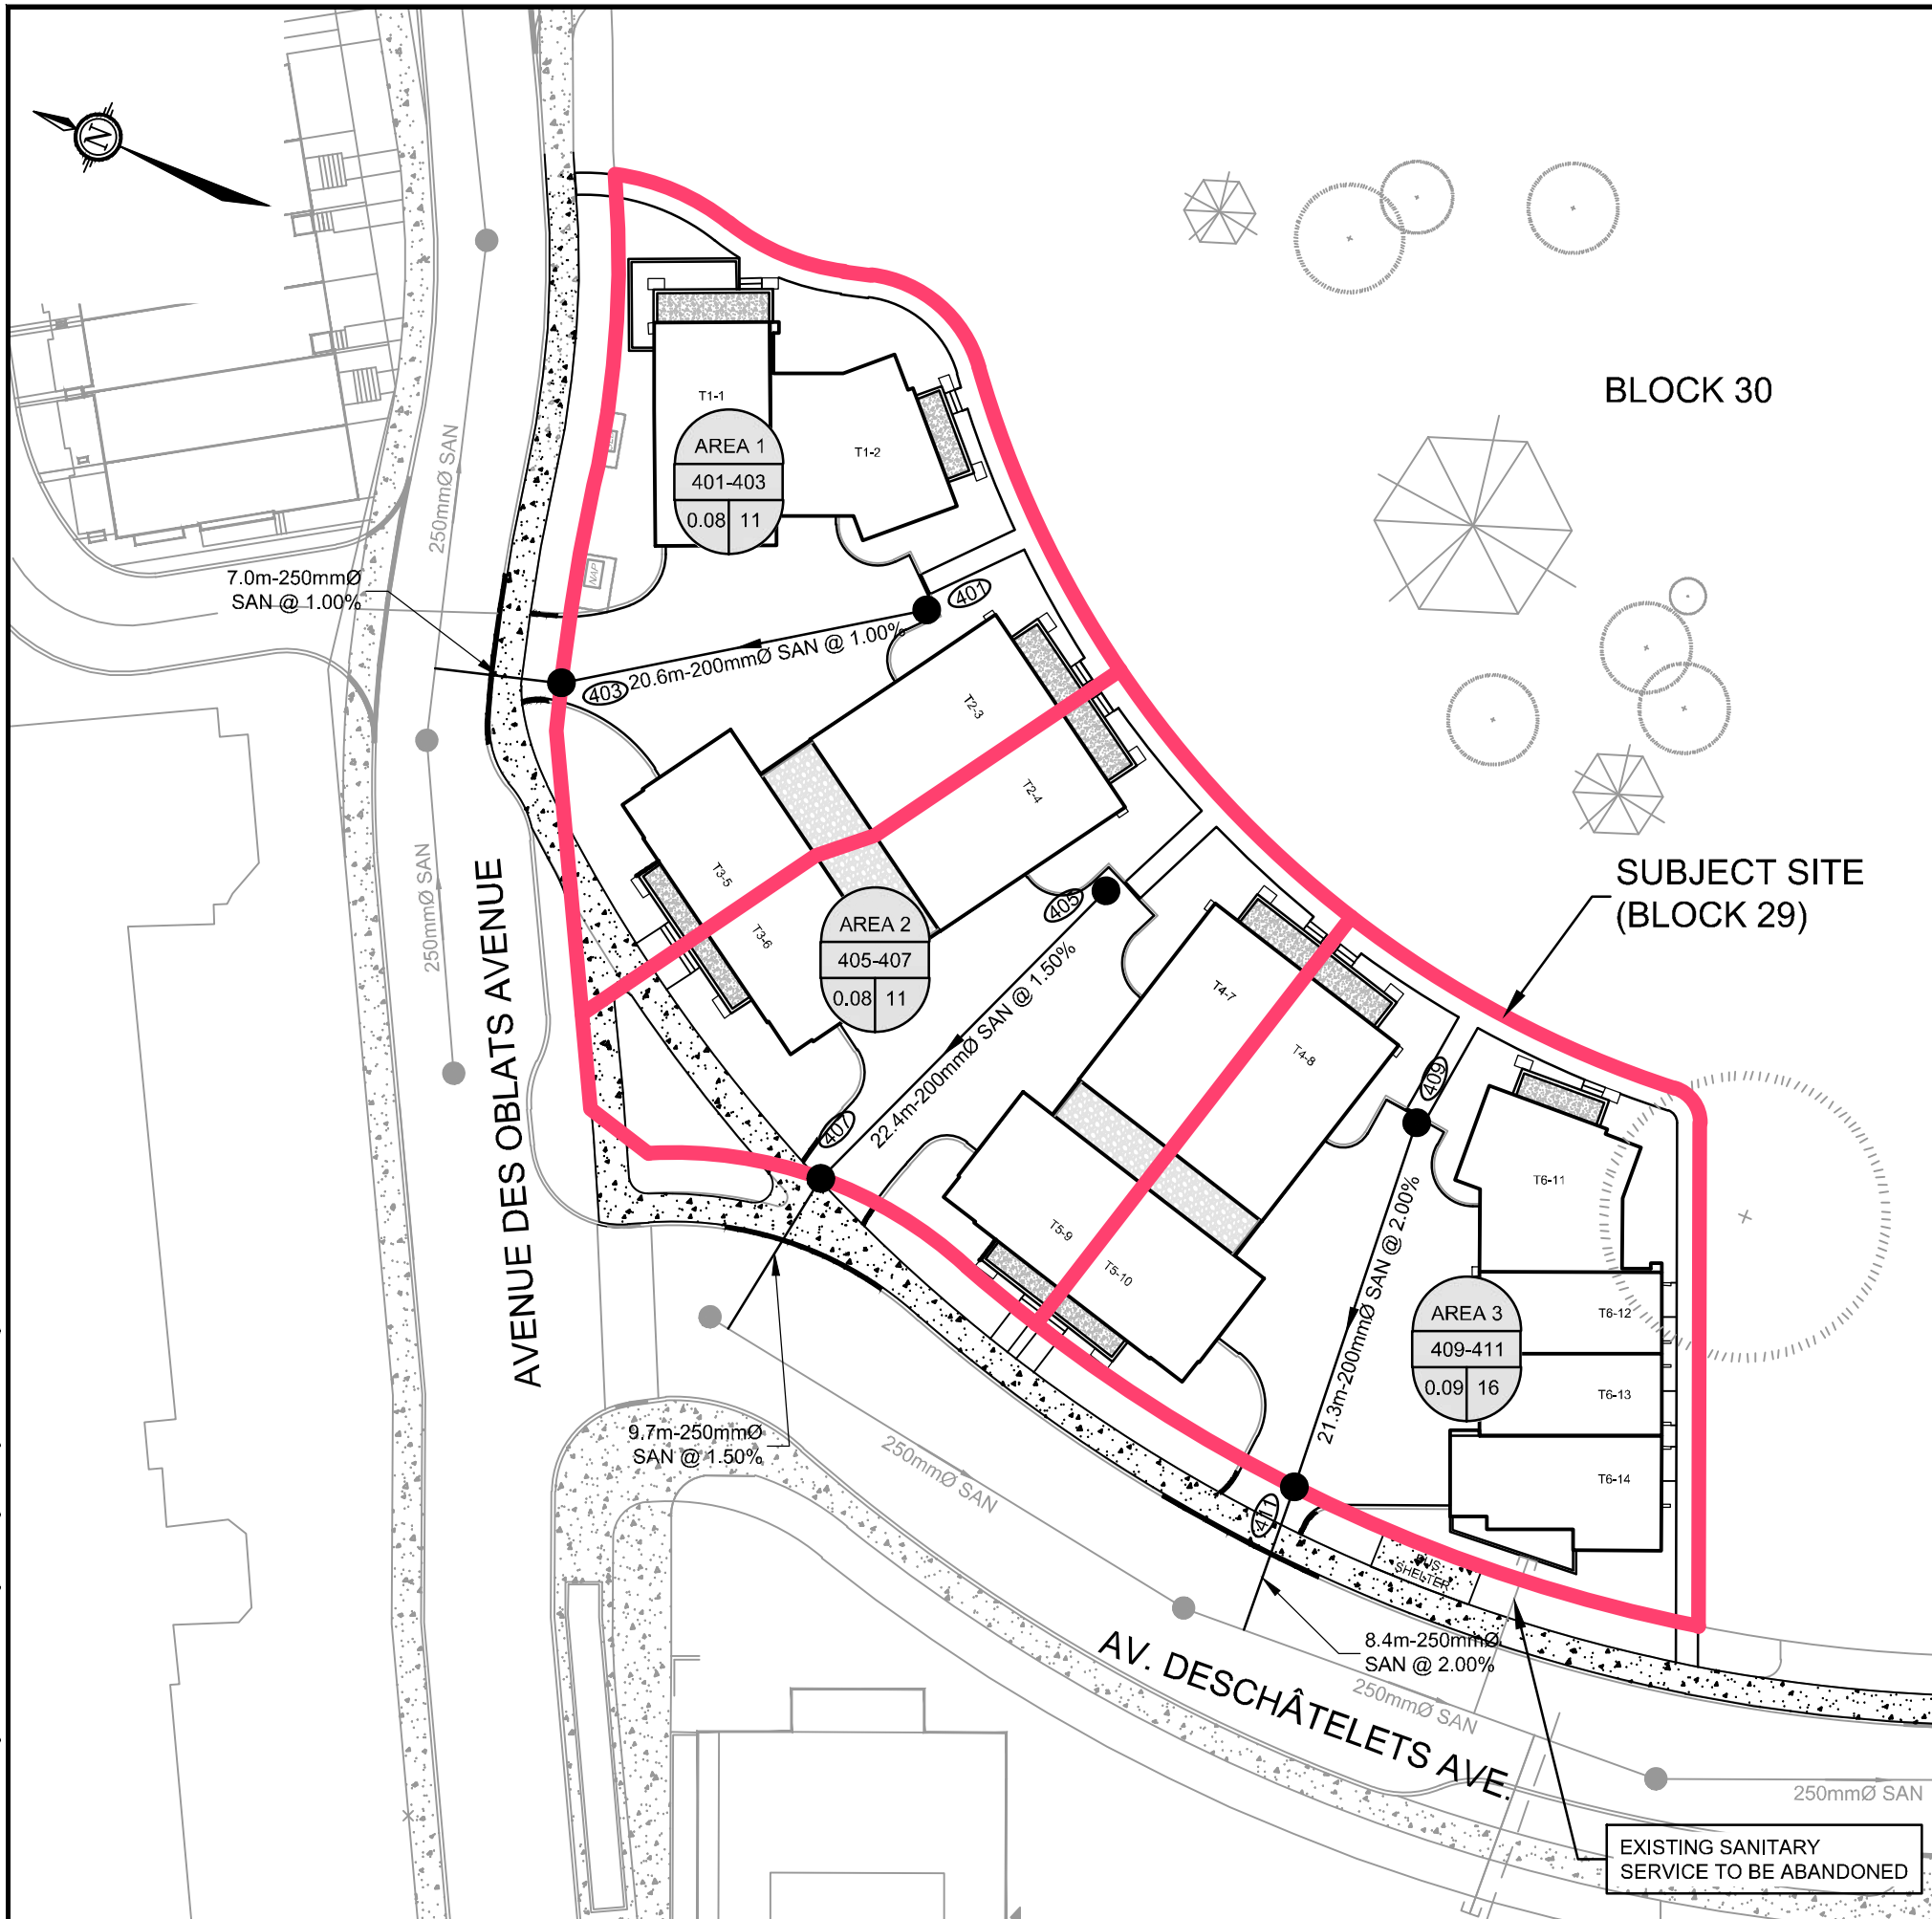 N
BLOCK 30
T1-1
AREA 1
401-403
0.08 11
T1-2
250mmØ SAN
7.0m-250mmØ
SAN @ 1.00%
NAP
401
403
20.6m-200mmØ SAN @ 1.00%
T2-3
T2-4
SUBJECT SITE
(BLOCK 29)
T3-5
T3-6
AREA 2
405-407
0.08 11
405
250mmØ SAN
AVENUE DES OBLATS AVENUE
22.4m-200mmØ SAN @ 1.50%
407
T4-7
T4-8
409
T6-11
T5-9
T5-10
21.3m-200mmØ SAN @ 2.00%
AREA 3
409-411
0.09 16
T6-12
T6-13
T6-14
9.7m-250mmØ
SAN @ 1.50%
250mmØ SAN
411
BUS
SHELTER
8.4m-250mmØ
SAN @ 2.00%
AV. DESCHÂTELETS AVE.
250mmØ SAN
250mmØ SAN
EXISTING SANITARY
SERVICE TO BE ABANDONED